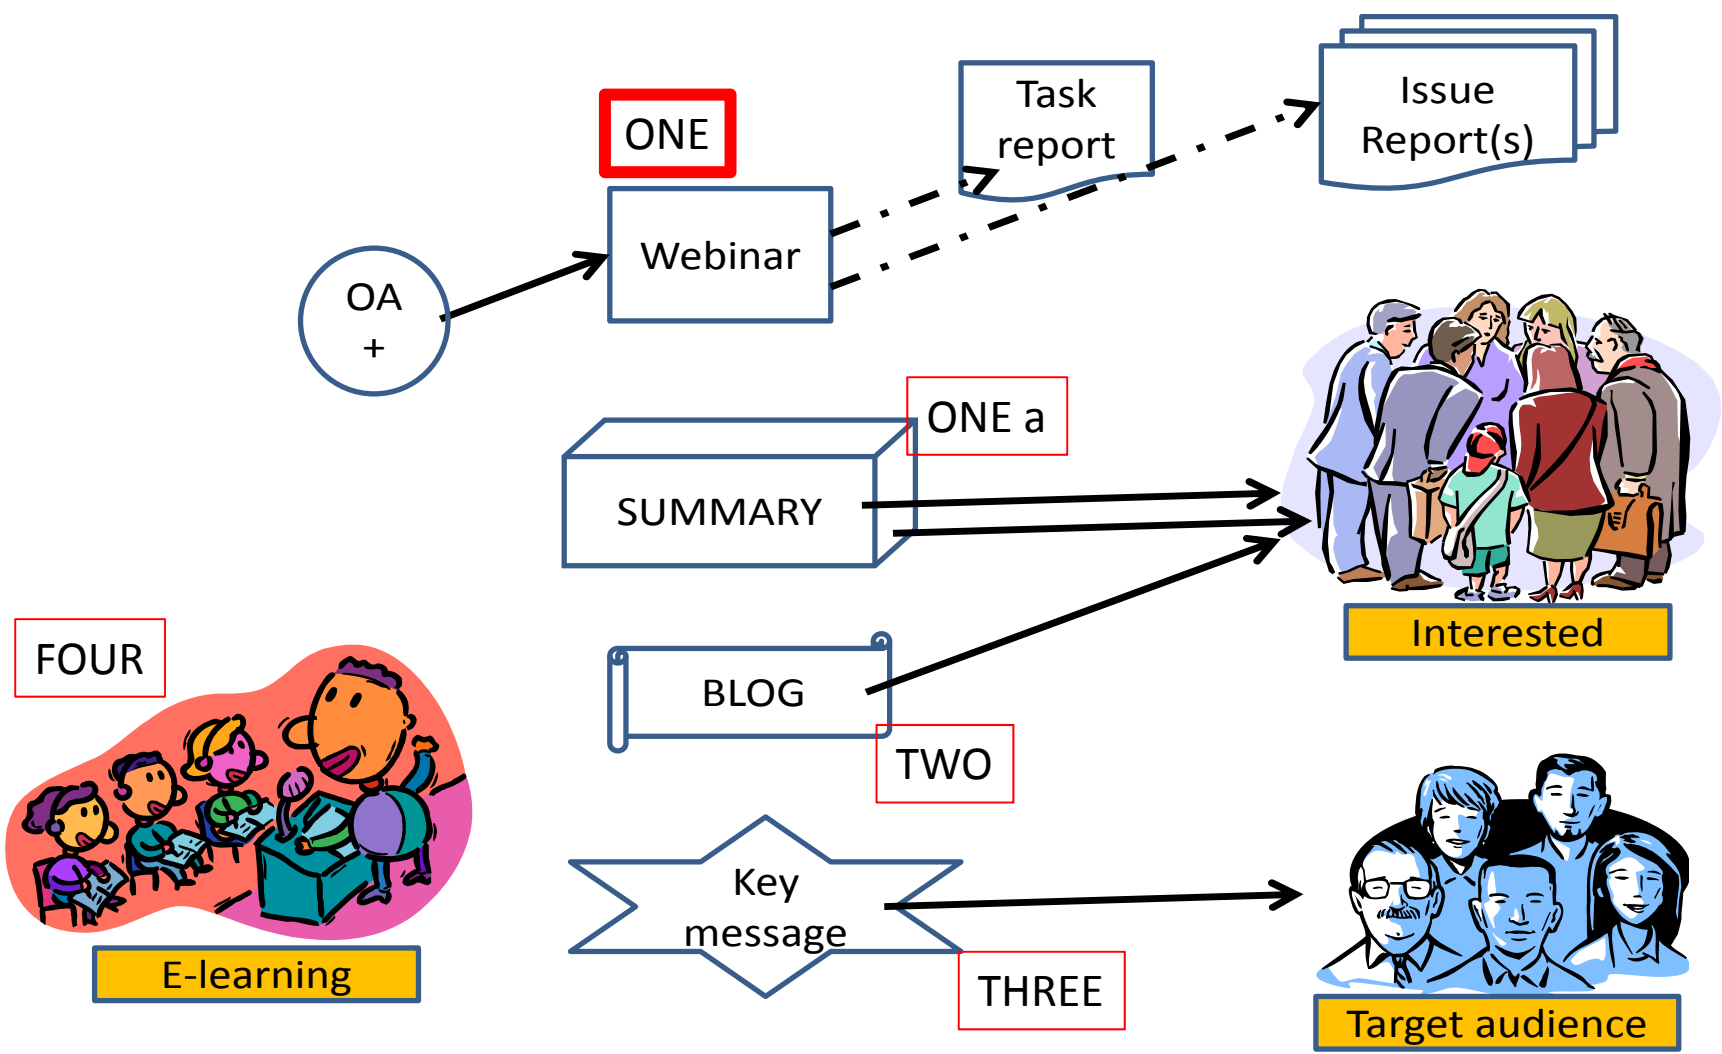 Task
report
Issue
Report(s)
ONE
Webinar
OA
+
ONE a
SUMMARY
Interested
FOUR
BLOG
TWO
Key
message
E-learning
THREE
Target audience